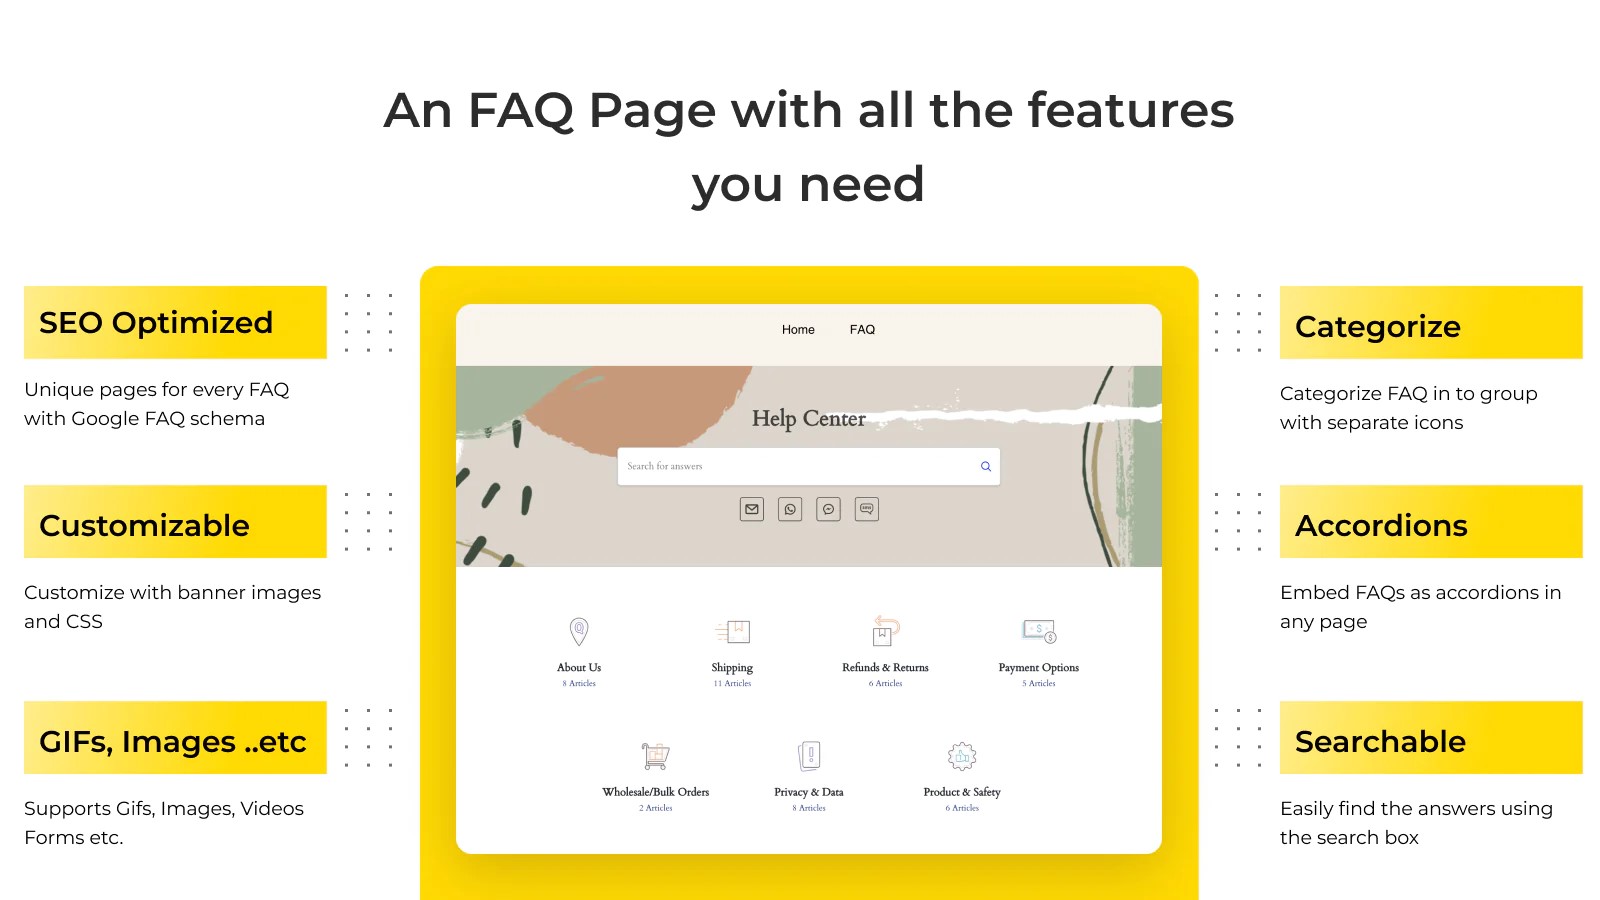 An FAQ Page with all the features
you need
SEO Optimized
Unique pages for every FAQ
with Google FAQ schema
Customizable
Customize with banner images
and CSS
GIFs, Images ..etc
Supports Gifs, Images, Videos
Forms etc.
Home FAQ
Help Center
Search for answers
About Us
8 Articles
Shipping
11 Articles
Refunds & Returns
6 Articles
Payment Options
5 Articles
Wholesale/Bulk Orders
2 Articles
Privacy & Data
8 Articles
Product & Safety
6 Articles
Categorize
Categorize FAQ in to group
with separate icons
Accordions
Embed FAQs as accordions in
any page
Searchable
Easily find the answers using
the search box